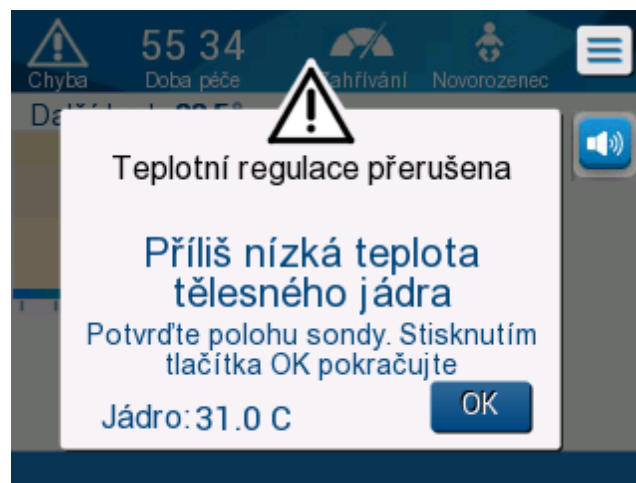 55 34
Chyba Doba péče Zahřívání Novorozenec
Teplotní regulace přerušena
Příliš nízká teplota
tělesného jádra
Potvrďte polohu sondy. Stisknutím
tlačítka OK pokračujte
Jádro: 31.0 C
OK